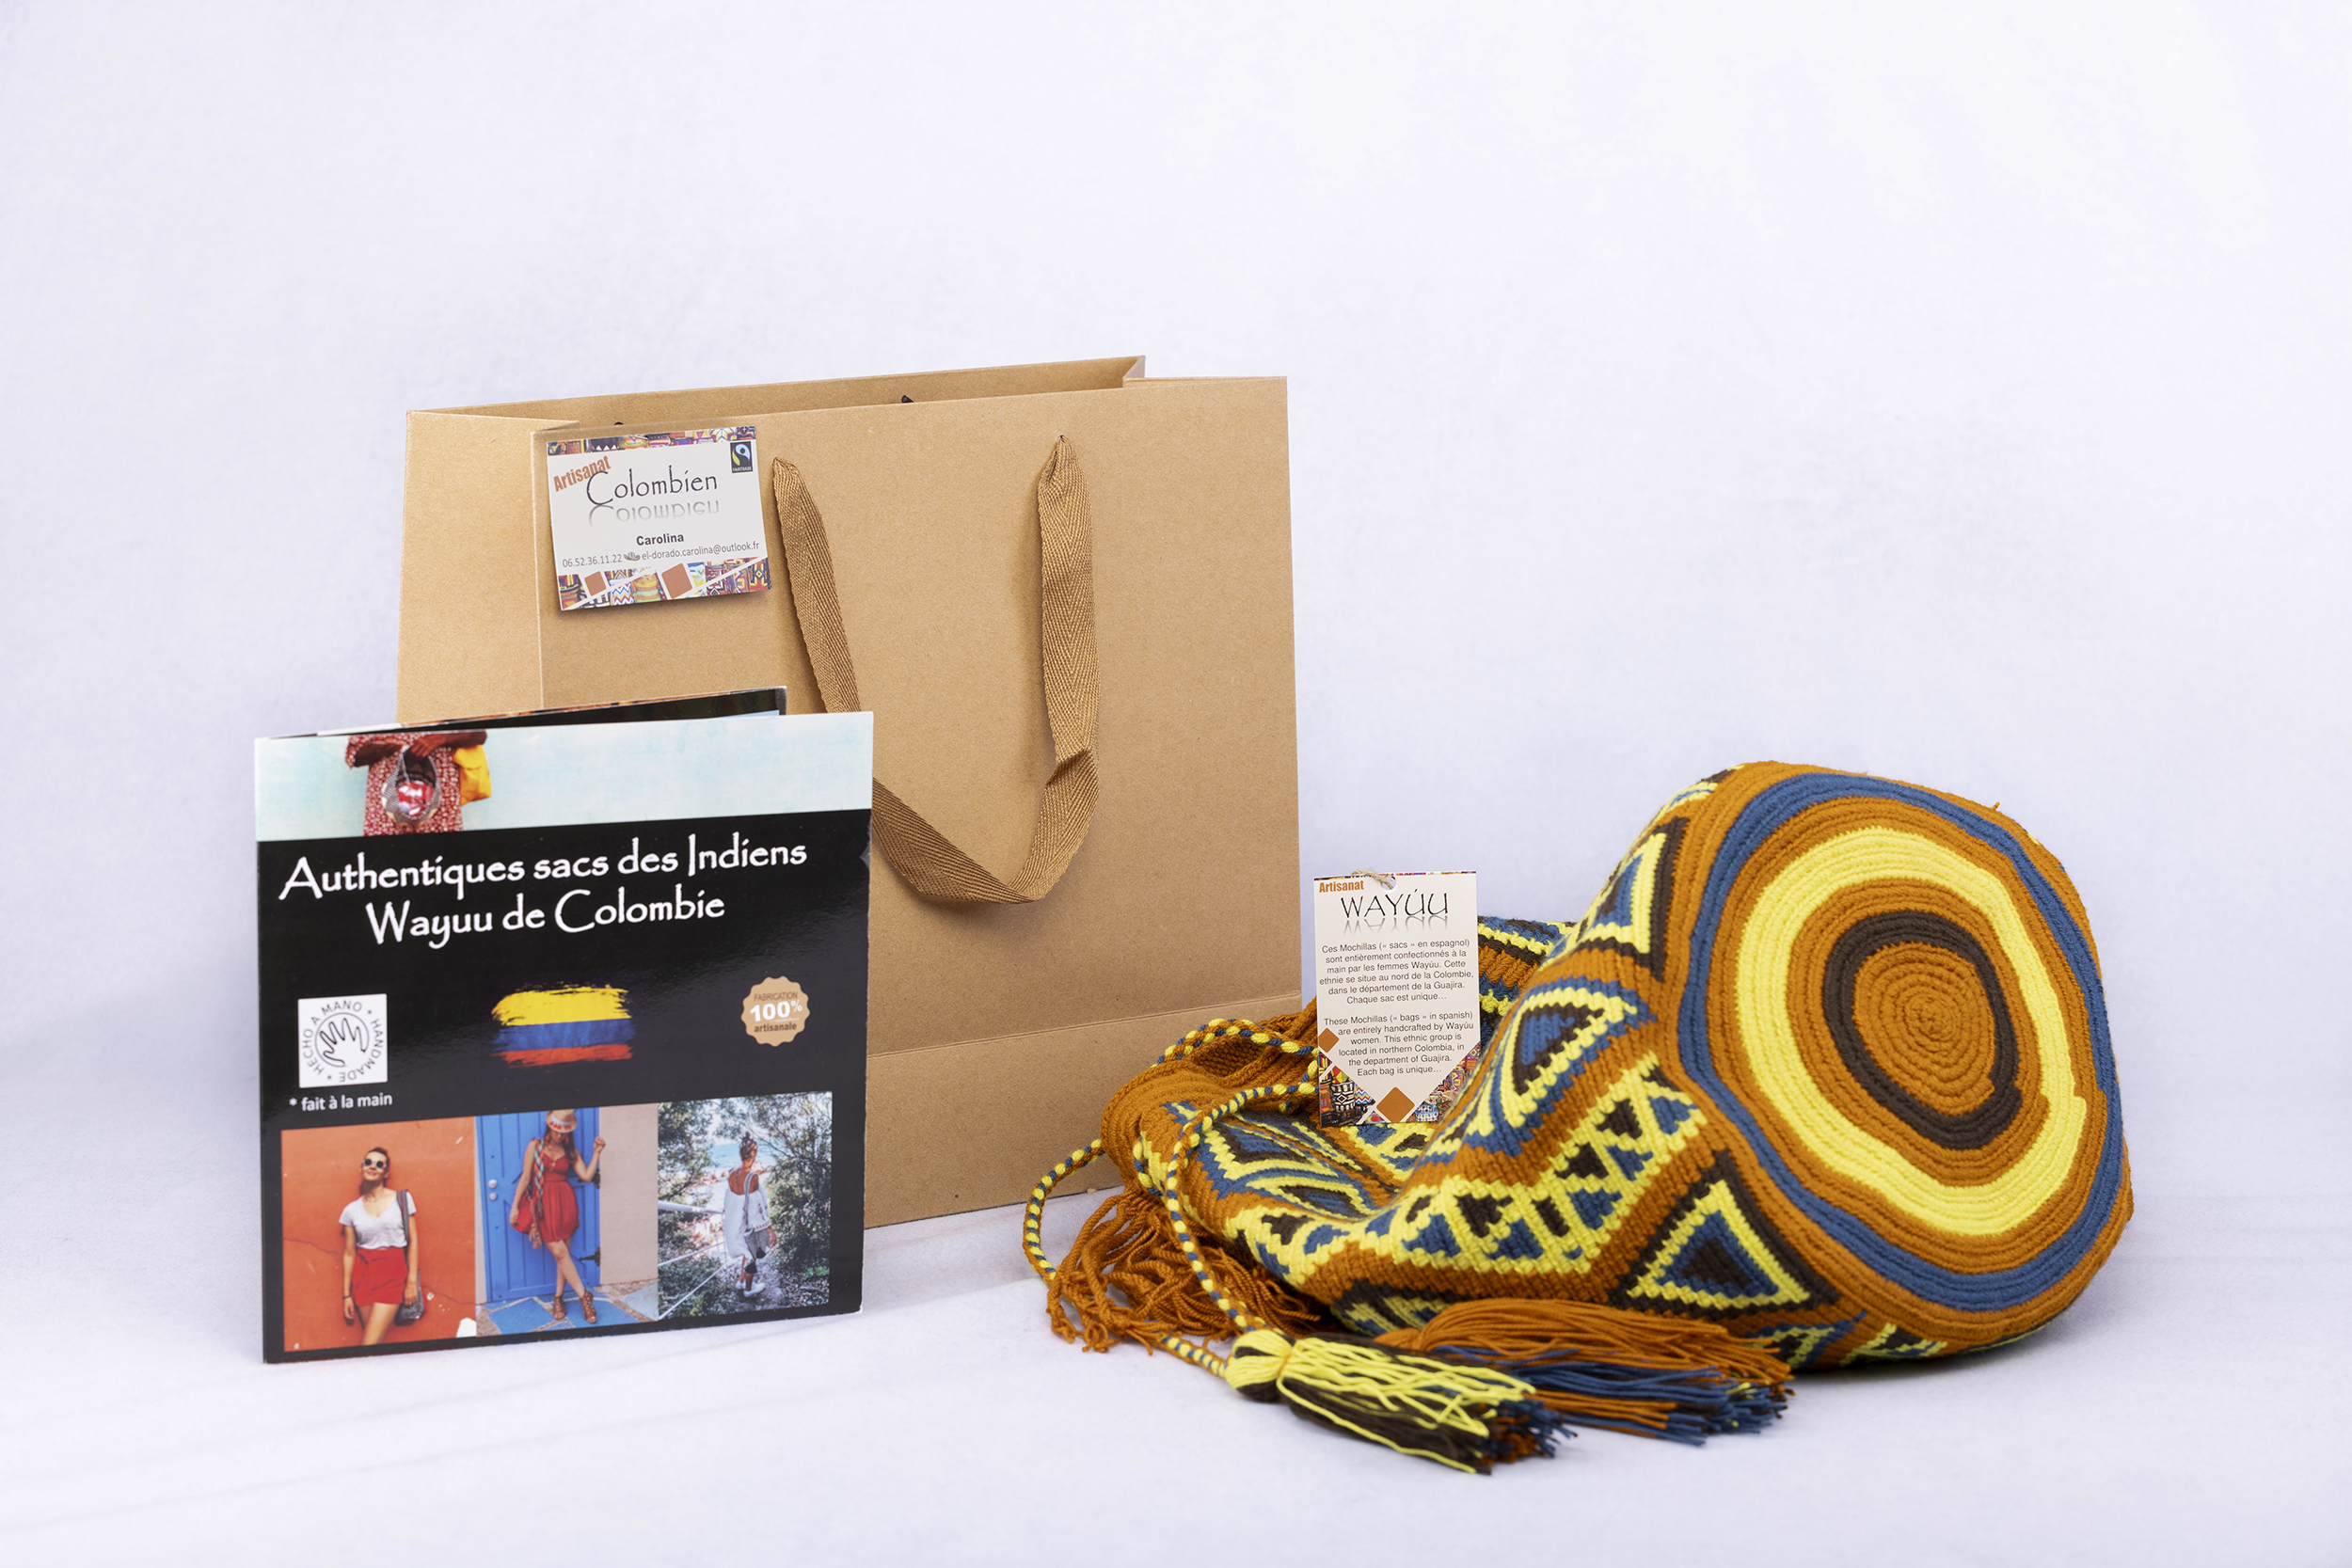 Artisanat
Colombien
FAIRTRADE
Carolina
06.52.36.11.22 el-dorado.carolina@outlook.fr
Authentiques sacs des Indiens
Wayuu de Colombie
HECHO A MANO • HANDMADE •
* fait à la main
FABRICATION
100%
artisanale
Artisanat
WAYÚU
Ces Mochillas (« sacs » en espagnol)
sont entièrement confectionnés à la
main par les femmes Wayúu. Cette
ethnie se situe au nord de la Colombie,
dans le département de la Guajira.
Chaque sac est unique...
These Mochillas (« bags » in spanish)
are entirely handcrafted by Wayúu
women. This ethnic group is
located in northern Colombia, in
the department of Guajira.
Each bag is unique...